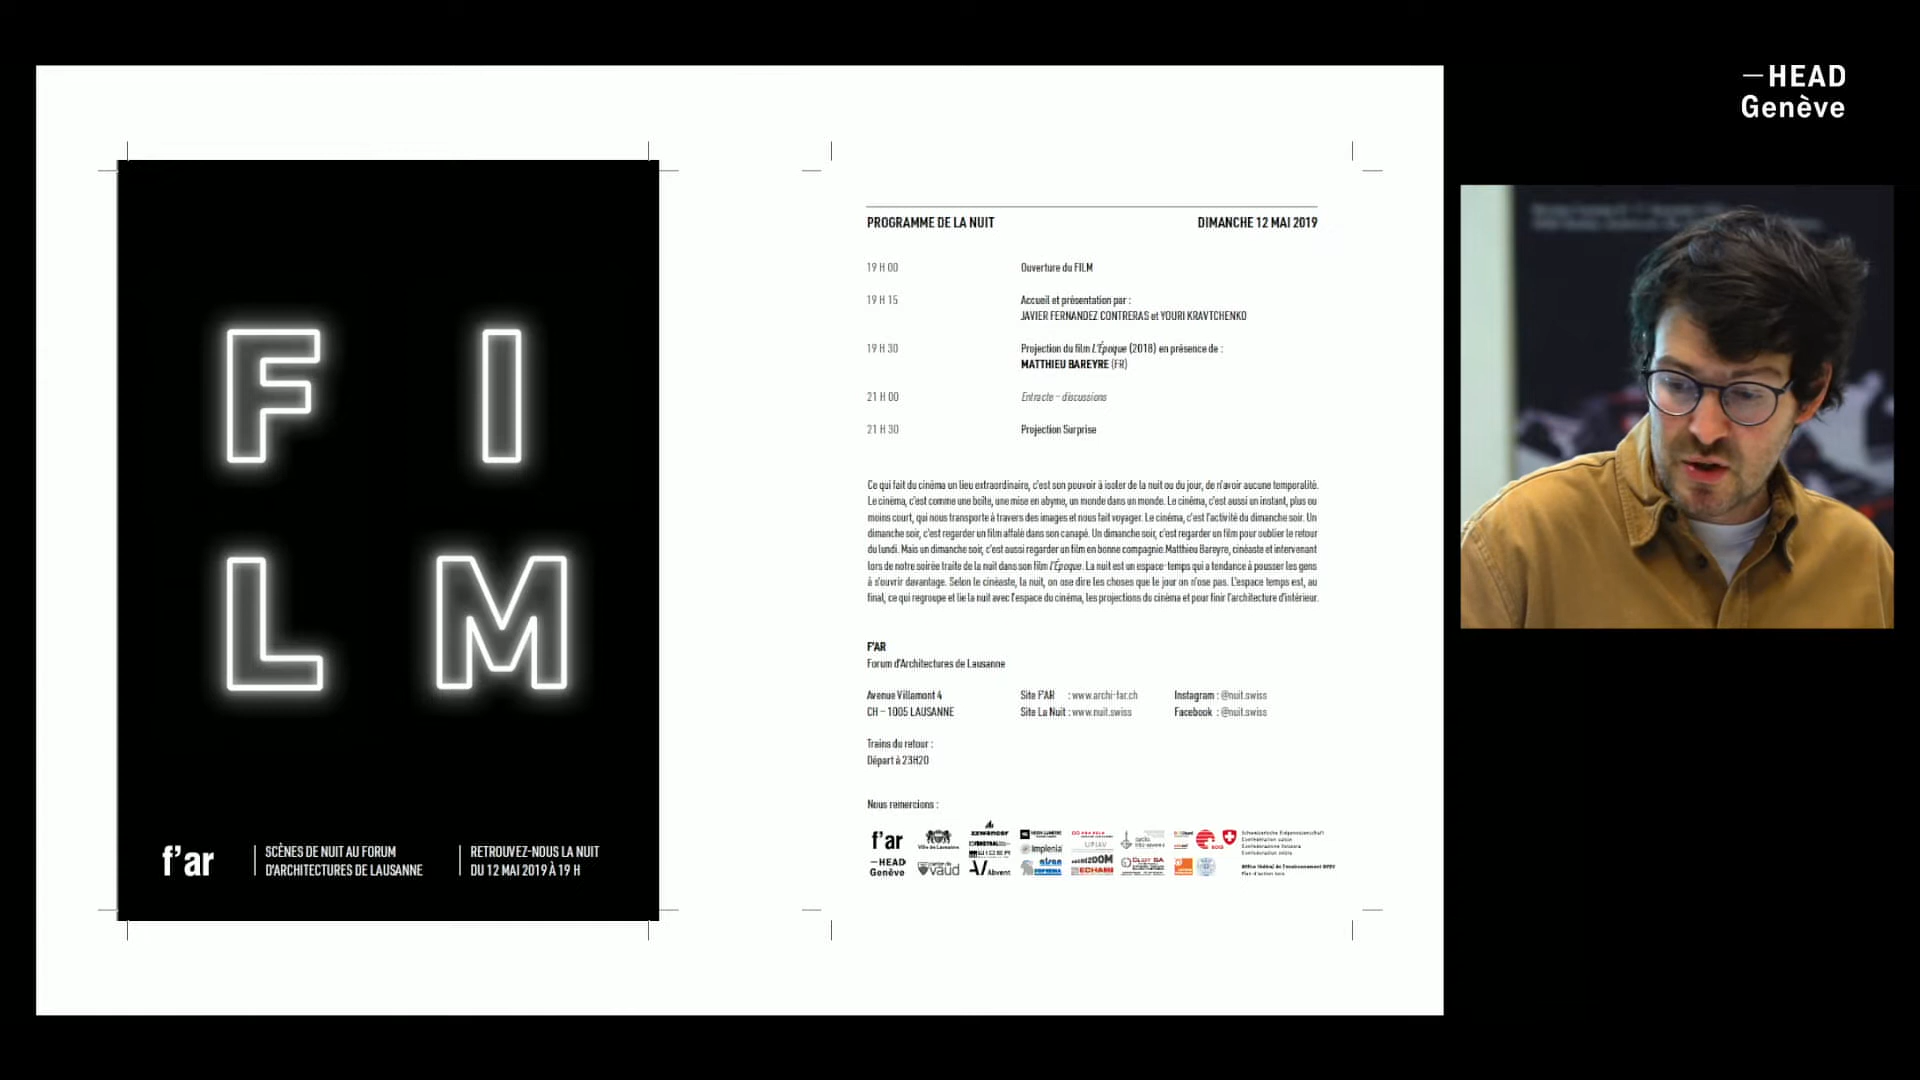 —HEAD
Genève
F I
L M
f'ar
SCÈNES DE NUIT AU FORUM
D'ARCHITECTURES DE LAUSANNE
RETROUVEZ-NOUS LA NUIT
DU 12 MAI 2019 À 19 H
PROGRAMME DE LA NUIT DIMANCHE 12 MAI 2019
19 H 00 Ouverture du FILM
19 H 15 Accueil et présentation par :
JAVIER FERNANDEZ CONTRERAS et YOURI KRAVTCHENKO
19 H 30 Projection du film L'Époque (2018) en présence de :
MATTHIEU BAREYRE (FR)
21 H 00 Entracte – discussions
21 H 30 Projection Surprise
Ce qui fait du cinéma un lieu extraordinaire, c'est son pouvoir à isoler de la nuit ou du jour, de n'avoir aucune temporalité.
Le cinéma, c'est comme une boîte, une mise en abyme, un monde dans un monde. Le cinéma, c'est aussi un instant, plus ou
moins court, qui nous transporte à travers des images et nous fait voyager. Le cinéma, c'est l'activité du dimanche soir. Un
dimanche soir, c'est regarder un film affalé dans son canapé. Un dimanche soir, c'est regarder un film pour oublier le retour
du lundi. Mais un dimanche soir, c'est aussi regarder un film en bonne compagnie.Matthieu Bareyre, cinéaste et intervenant
lors de notre soirée traite de la nuit dans son film l'Époque. La nuit est un espace-temps qui a tendance à pousser les gens
à s'ouvrir davantage. Selon le cinéaste, la nuit, on ose dire les choses que le jour on n'ose pas. L'espace temps est, au
final, ce qui regroupe et lie la nuit avec l'espace du cinéma, les projections du cinéma et pour finir l'architecture d'intérieur.
F'AR
Forum d'Architectures de Lausanne
Avenue Villamont 4 Site F'AR : www.archi-far.ch Instagram : @nuit.swiss
CH – 1005 LAUSANNE Site La Nuit : www.nuit.swiss Facebook : @nuit.swiss
Trains du retour :
Départ à 23H20
Nous remercions :
f'ar
Ville de Lausanne
zzwancor
Implenia
Schweizerische Eidgenossenschaft
Confédération suisse
Confederazione Svizzera
Confederaziun svizra
—HEAD
Genève
vaud
Abvent